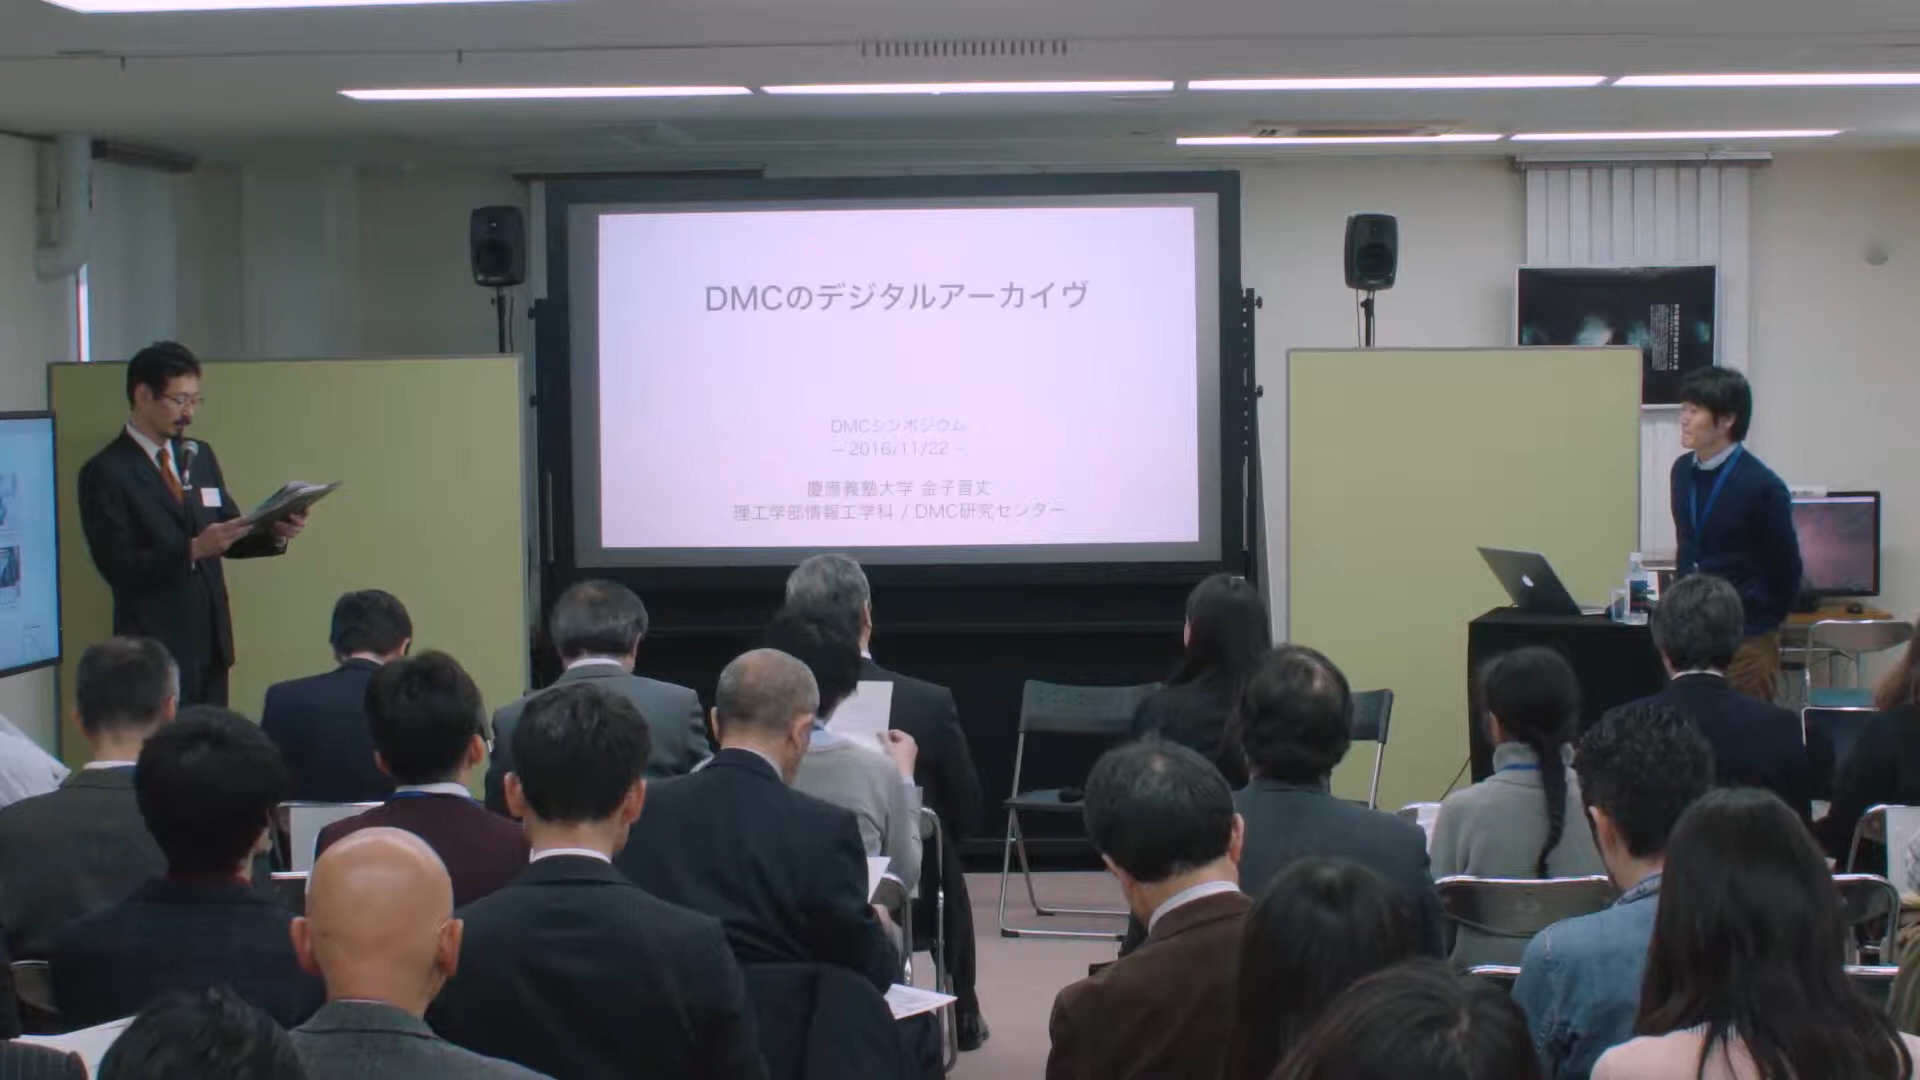 DMCのデジタルアーカイヴ
DMCシンポジウム
– 2016/11/22 –
慶應義塾大学 金子晋丈
理工学部情報工学科 / DMC研究センター